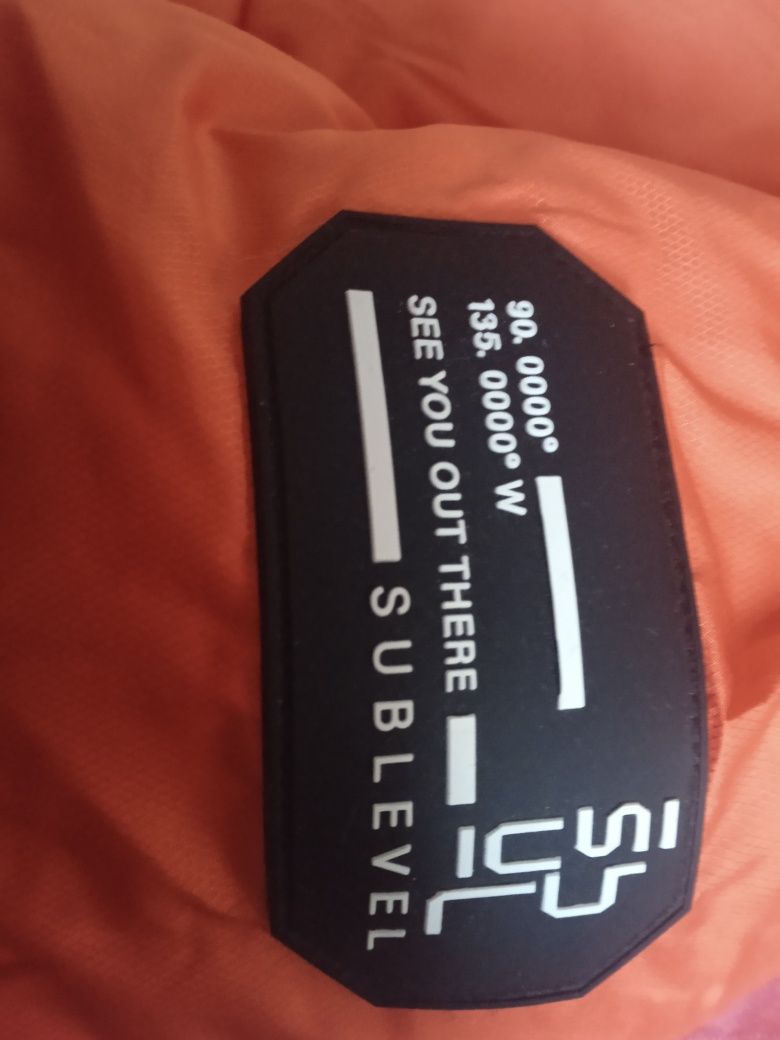 90. 0000°
135. 0000° W
SEE YOU OUT THERE
SUBLEVEL